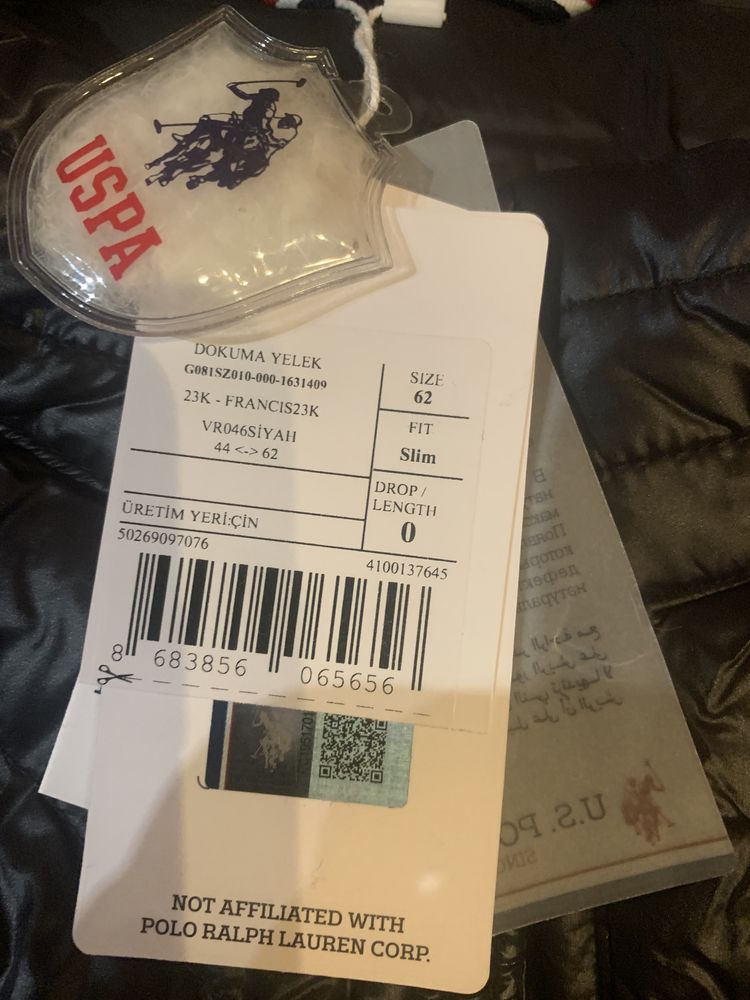 USPA
DOKUMA YELEK
G081SZ010-000-1631409
23K - FRANCIS23K
VR046SİYAH
44 <-> 62
SIZE
62
FIT
Slim
DROP /
LENGTH
0
ÜRETİM YERİ:ÇİN
50269097076
4100137645
8 683856 065656
NOT AFFILIATED WITH
POLO RALPH LAUREN CORP.
U.S. PO